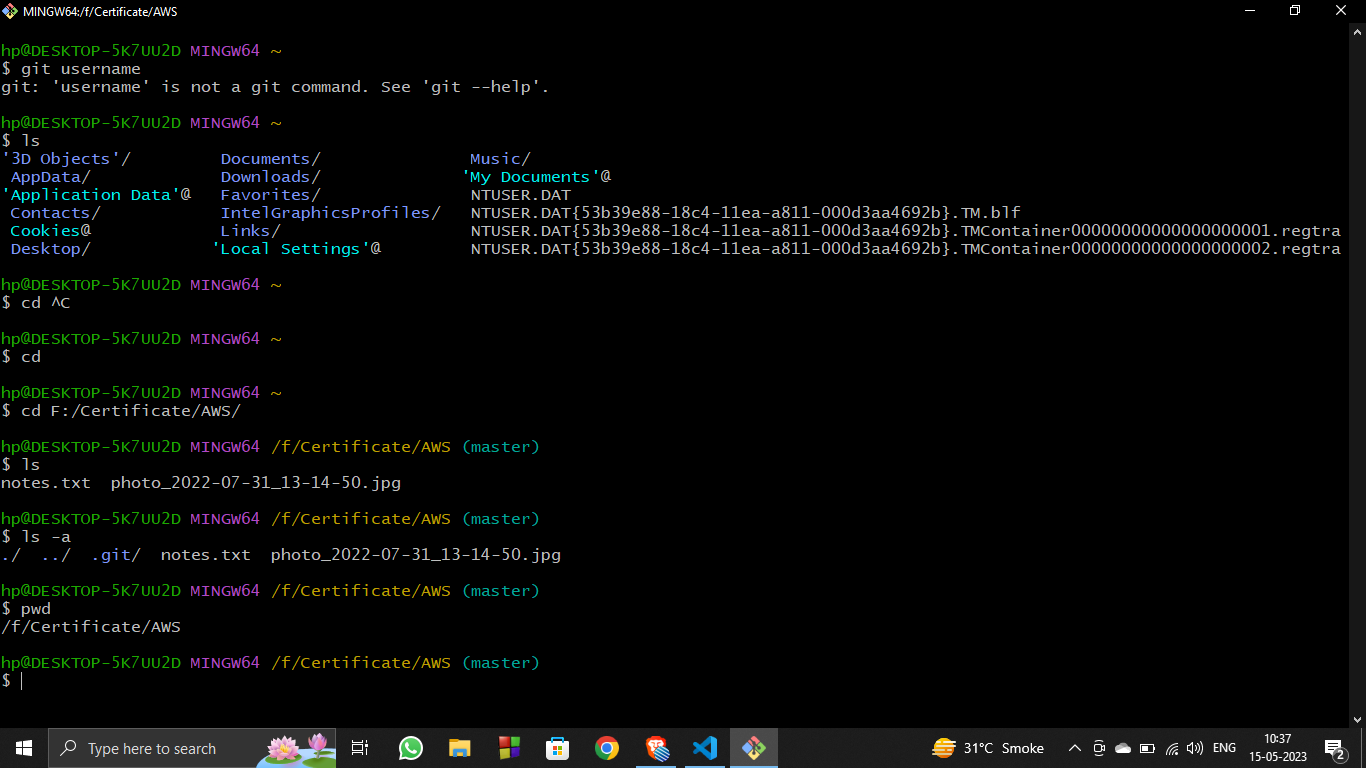 MINGW64:/f/Certificate/AWS
hp@DESKTOP-5K7UU2D MINGW64 ~
$ git username
git: 'username' is not a git command. See 'git --help'.
hp@DESKTOP-5K7UU2D MINGW64 ~
$ ls
'3D Objects'/ Documents/ Music/
AppData/ Downloads/ 'My Documents'@
'Application Data'@ Favorites/ NTUSER.DAT
Contacts/ IntelGraphicsProfiles/ NTUSER.DAT{53b39e88-18c4-11ea-a811-000d3aa4692b}.TM.blf
Cookies@ Links/ NTUSER.DAT{53b39e88-18c4-11ea-a811-000d3aa4692b}.TMContainer00000000000000000001.regtra
Desktop/ 'Local Settings'@ NTUSER.DAT{53b39e88-18c4-11ea-a811-000d3aa4692b}.TMContainer00000000000000000002.regtra
hp@DESKTOP-5K7UU2D MINGW64 ~
$ cd ^C
hp@DESKTOP-5K7UU2D MINGW64 ~
$ cd
hp@DESKTOP-5K7UU2D MINGW64 ~
$ cd F:/Certificate/AWS/
hp@DESKTOP-5K7UU2D MINGW64 /f/Certificate/AWS (master)
$ ls
notes.txt photo_2022-07-31_13-14-50.jpg
hp@DESKTOP-5K7UU2D MINGW64 /f/Certificate/AWS (master)
$ ls -a
./ ../ .git/ notes.txt photo_2022-07-31_13-14-50.jpg
hp@DESKTOP-5K7UU2D MINGW64 /f/Certificate/AWS (master)
$ pwd
/f/Certificate/AWS
hp@DESKTOP-5K7UU2D MINGW64 /f/Certificate/AWS (master)
$
Type here to search
31°C Smoke
ENG
10:37
15-05-2023
2